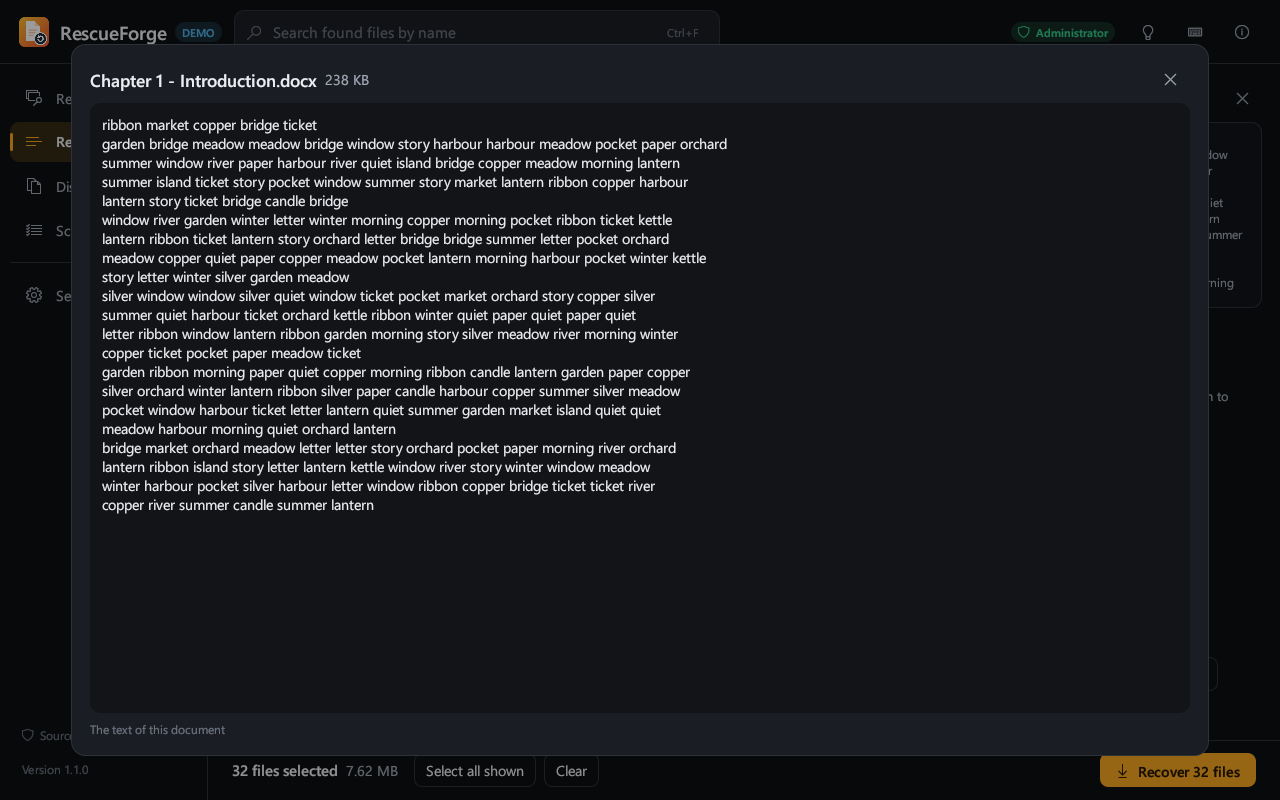 RescueForge DEMO
Search found files by name Ctrl+F
Administrator
Chapter 1 - Introduction.docx 238 KB
ribbon market copper bridge ticket
garden bridge meadow meadow bridge window story harbour harbour meadow pocket paper orchard
summer window river paper harbour river quiet island bridge copper meadow morning lantern
summer island ticket story pocket window summer story market lantern ribbon copper harbour
lantern story ticket bridge candle bridge
window river garden winter letter winter morning copper morning pocket ribbon ticket kettle
lantern ribbon ticket lantern story orchard letter bridge bridge summer letter pocket orchard
meadow copper quiet paper copper meadow pocket lantern morning harbour pocket winter kettle
story letter winter silver garden meadow
silver window window silver quiet window ticket pocket market orchard story copper silver
summer quiet harbour ticket orchard kettle ribbon winter quiet paper quiet paper quiet
letter ribbon window lantern ribbon garden morning story silver meadow river morning winter
copper ticket pocket paper meadow ticket
garden ribbon morning paper quiet copper morning ribbon candle lantern garden paper copper
silver orchard winter lantern ribbon silver paper candle harbour copper summer silver meadow
pocket window harbour ticket letter lantern quiet summer garden market island quiet quiet
meadow harbour morning quiet orchard lantern
bridge market orchard meadow letter letter story orchard pocket paper morning river orchard
lantern ribbon island story letter lantern kettle window river story winter window meadow
winter harbour pocket silver harbour letter window ribbon copper bridge ticket ticket river
copper river summer candle summer lantern
The text of this document
Version 1.1.0
32 files selected 7.62 MB Select all shown Clear
Recover 32 files